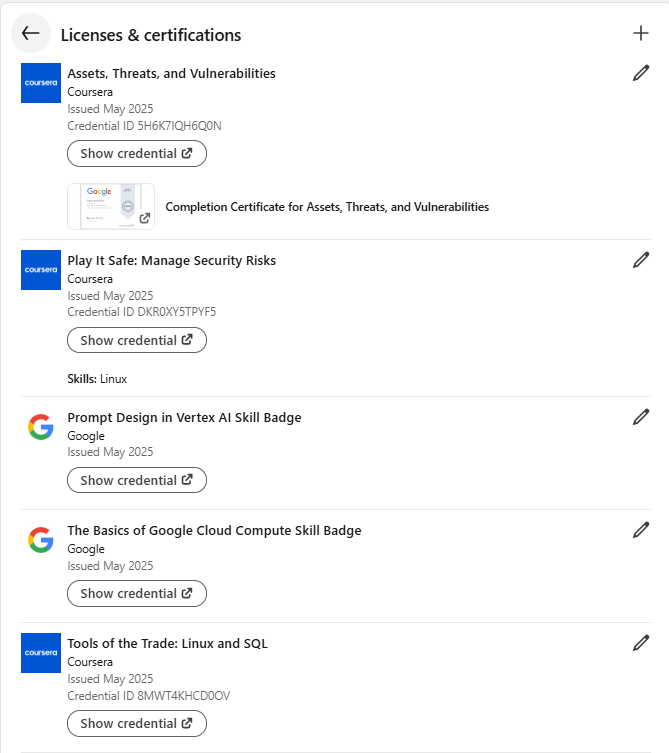 Licenses & certifications
coursera
Assets, Threats, and Vulnerabilities
Coursera
Issued May 2025
Credential ID 5H6K7IQH6Q0N
Show credential
Google
Completion Certificate for Assets, Threats, and Vulnerabilities
coursera
Play It Safe: Manage Security Risks
Coursera
Issued May 2025
Credential ID DKR0XY5TPYF5
Show credential
Skills: Linux
Prompt Design in Vertex AI Skill Badge
Google
Issued May 2025
Show credential
The Basics of Google Cloud Compute Skill Badge
Google
Issued May 2025
Show credential
coursera
Tools of the Trade: Linux and SQL
Coursera
Issued May 2025
Credential ID 8MWT4KHCD0OV
Show credential